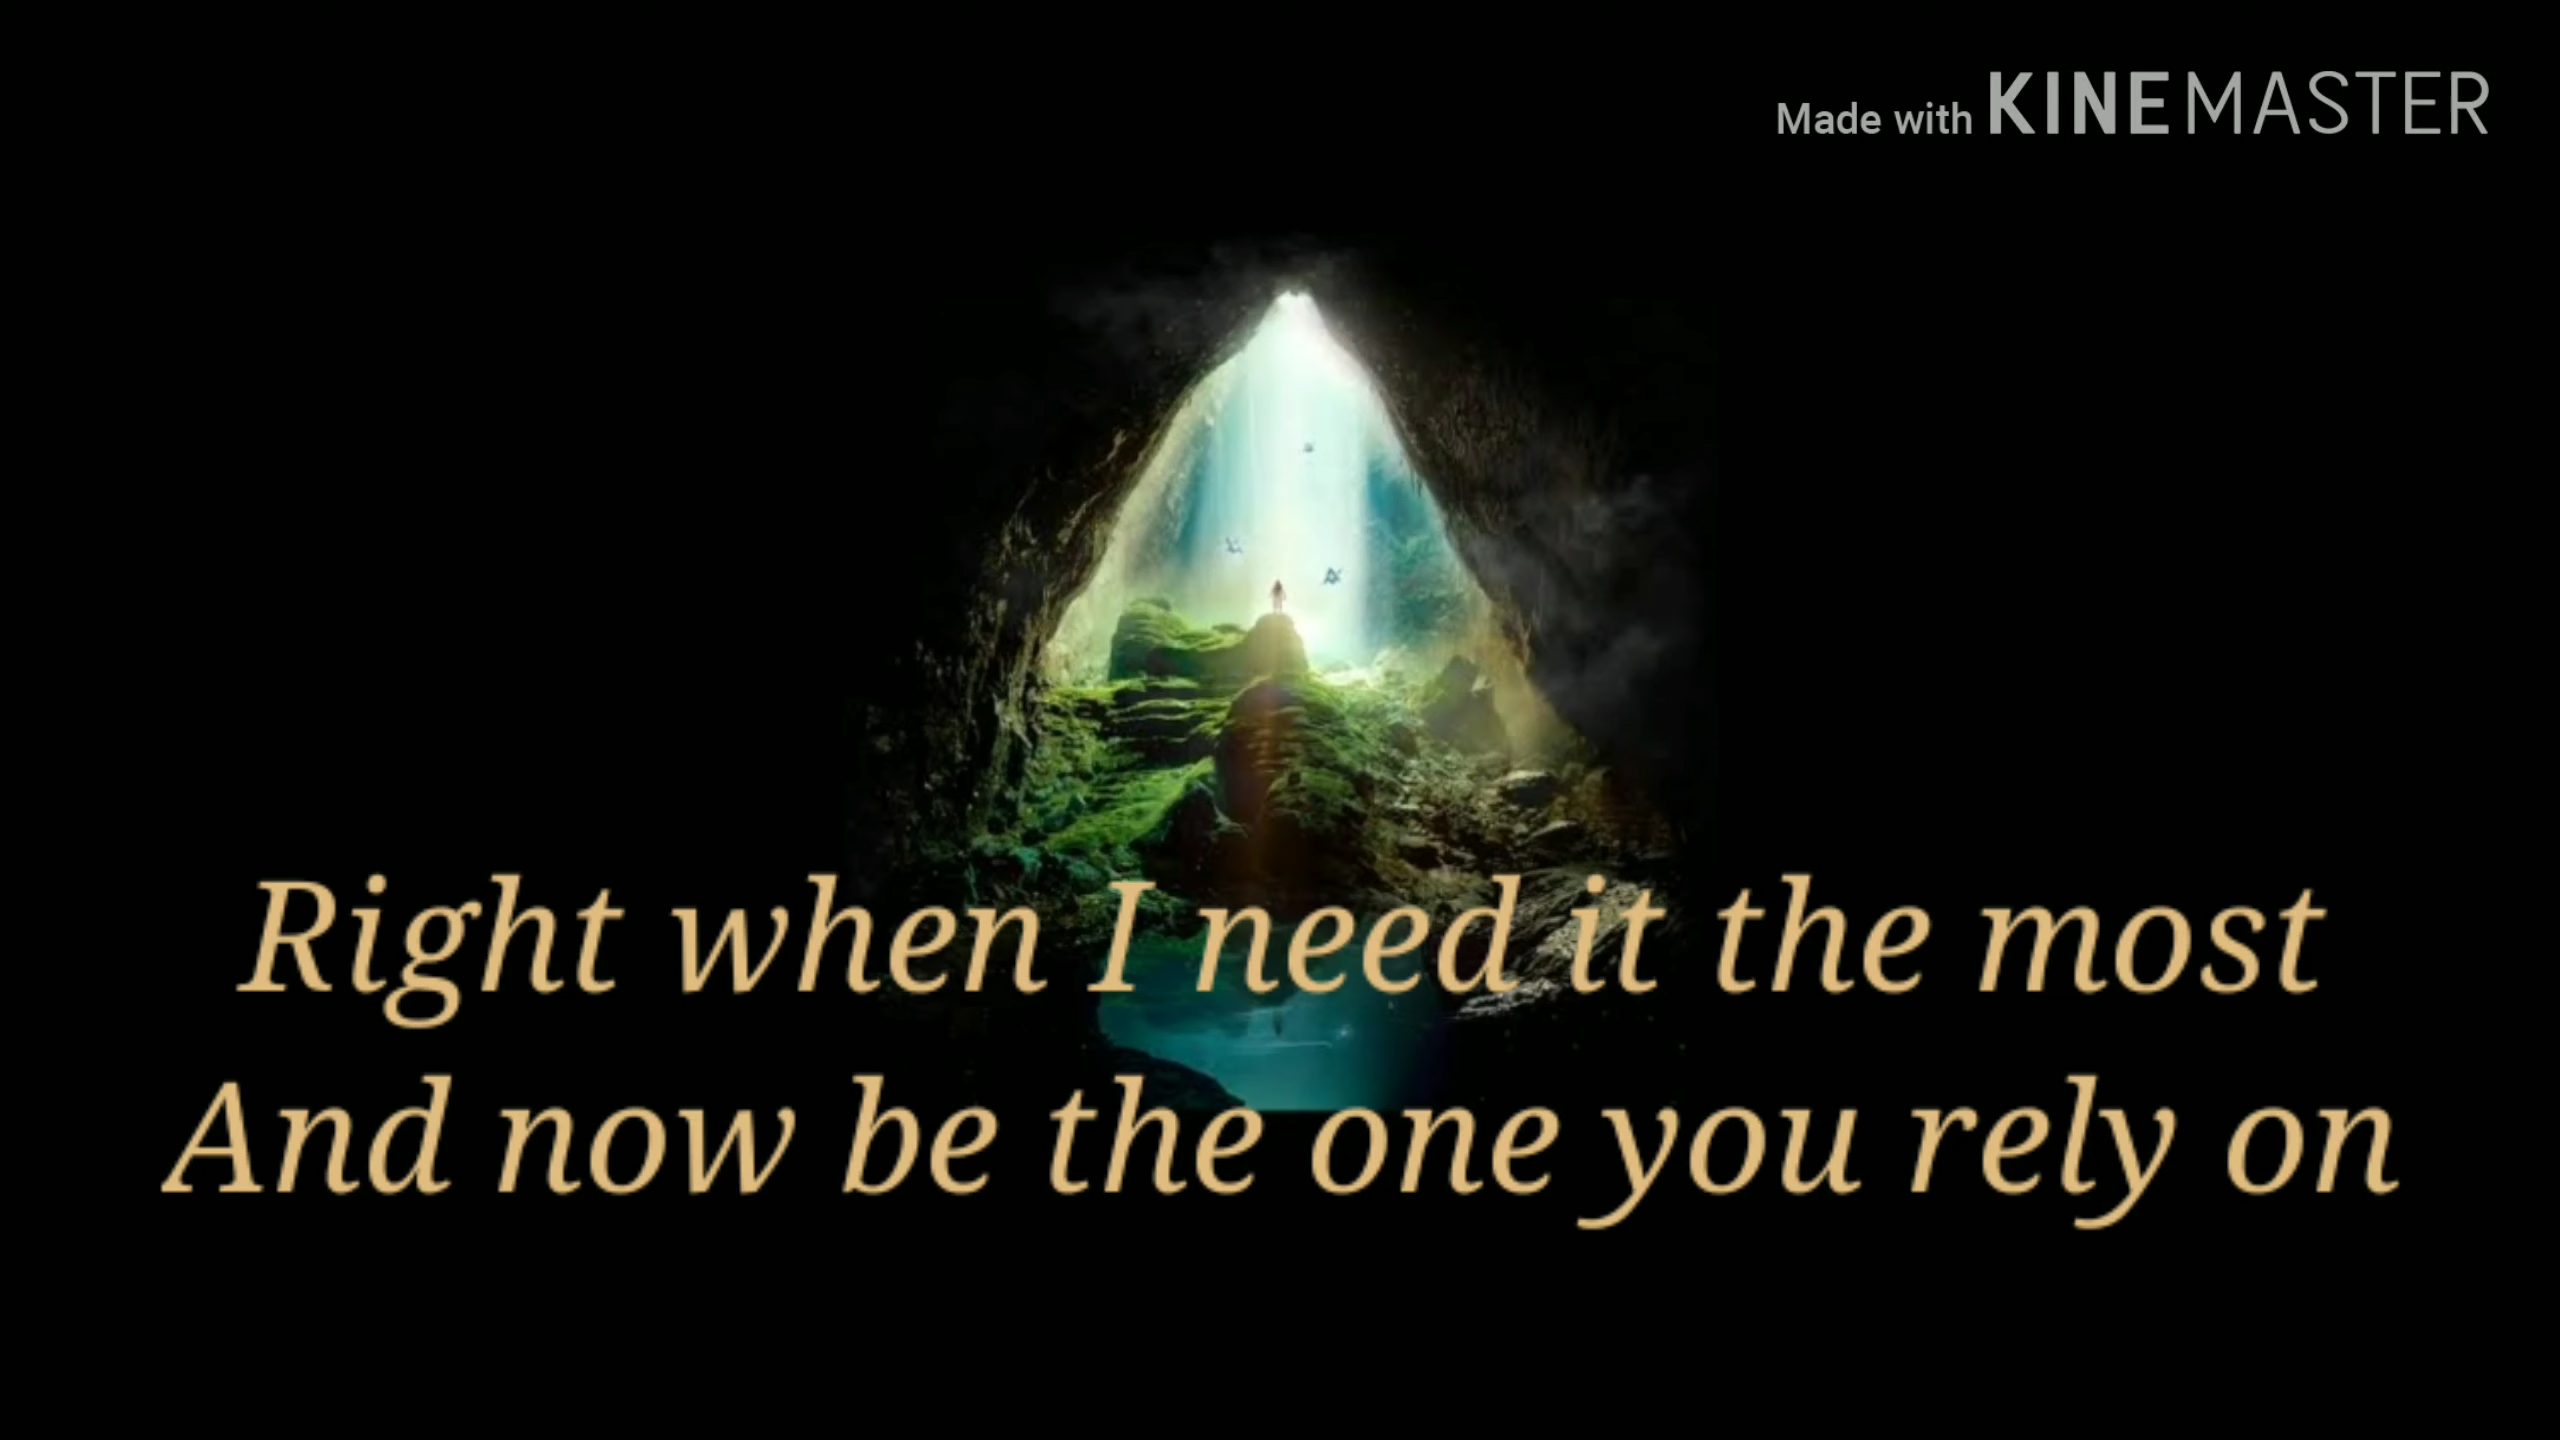 Made with KINEMASTER
Right when I need it the most
And now be the one you rely on